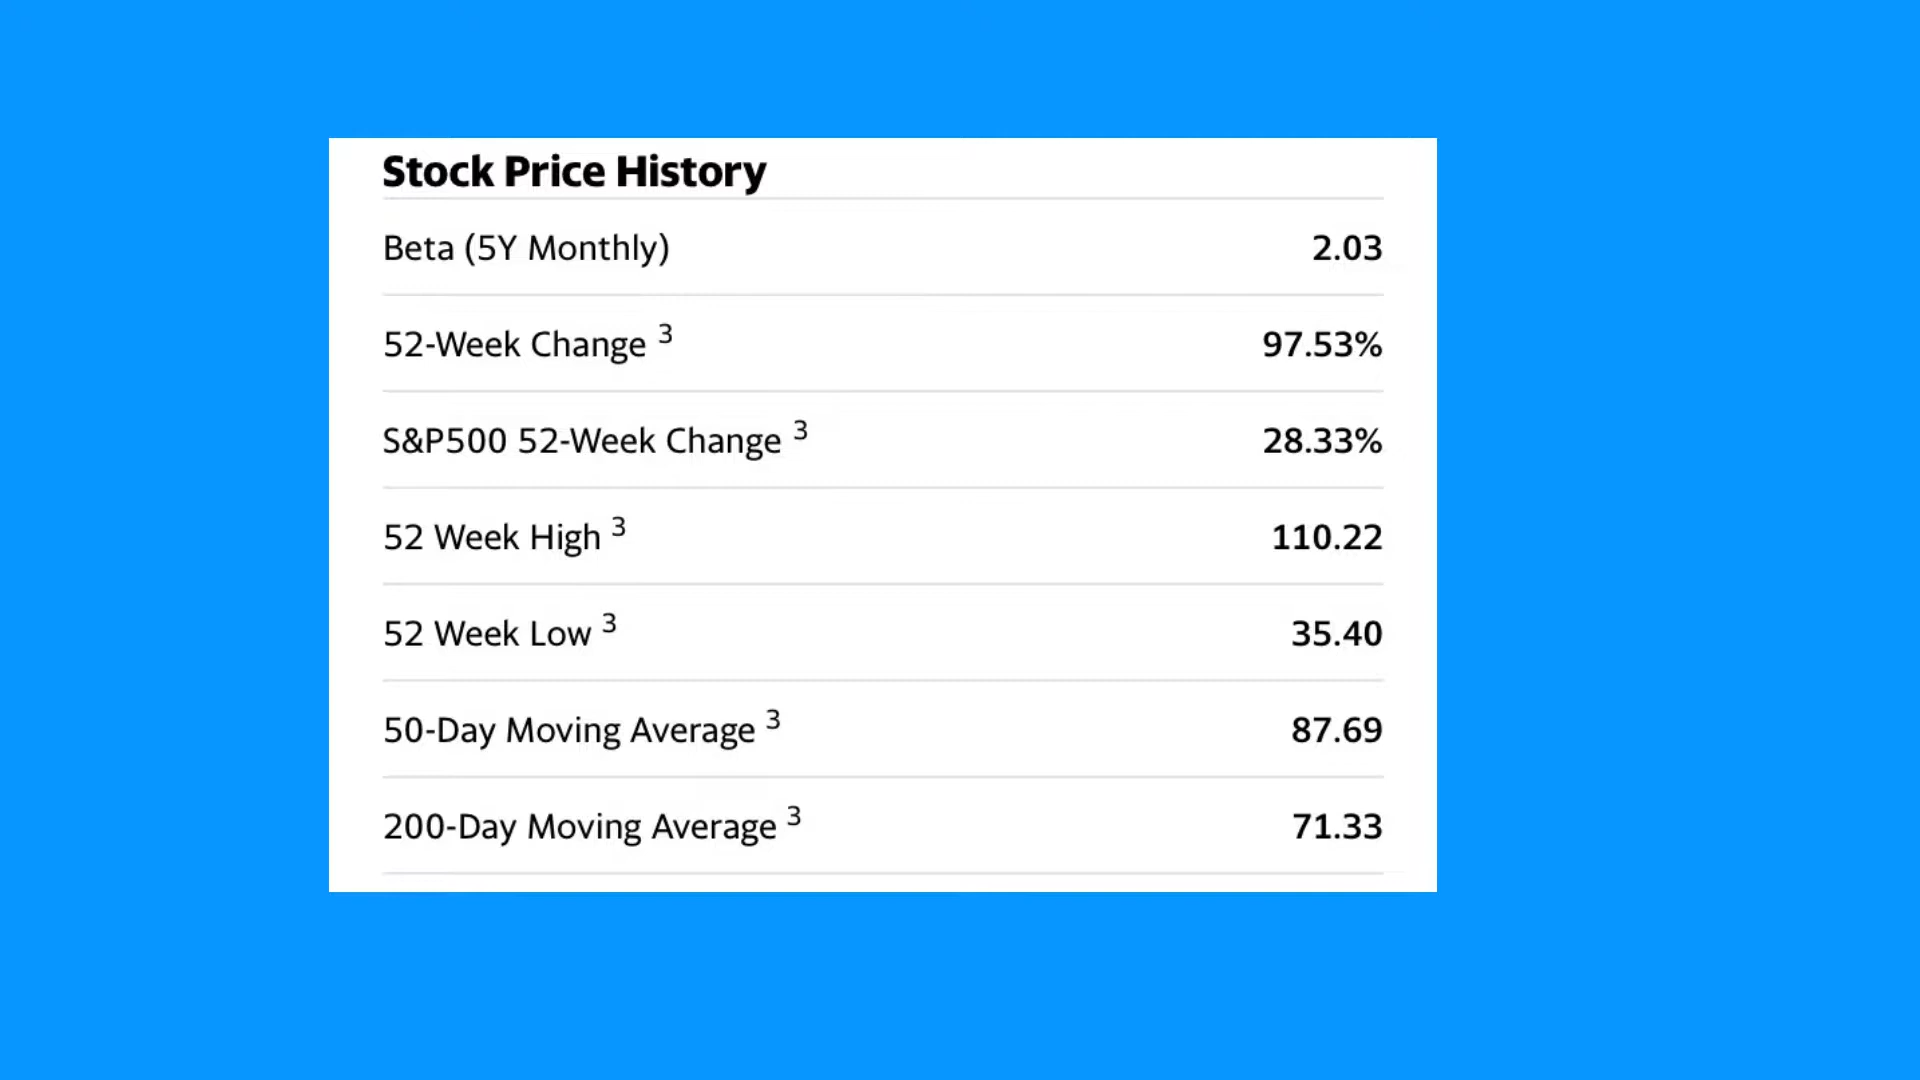 Stock Price History
Beta (5Y Monthly) 2.03
52-Week Change 3 97.53%
S&P500 52-Week Change 3 28.33%
52 Week High 3 110.22
52 Week Low 3 35.40
50-Day Moving Average 3 87.69
200-Day Moving Average 3 71.33